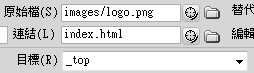 原始檔(S) images/logo.png 替代
連結(L) index.html 編輯
目標(R) _top